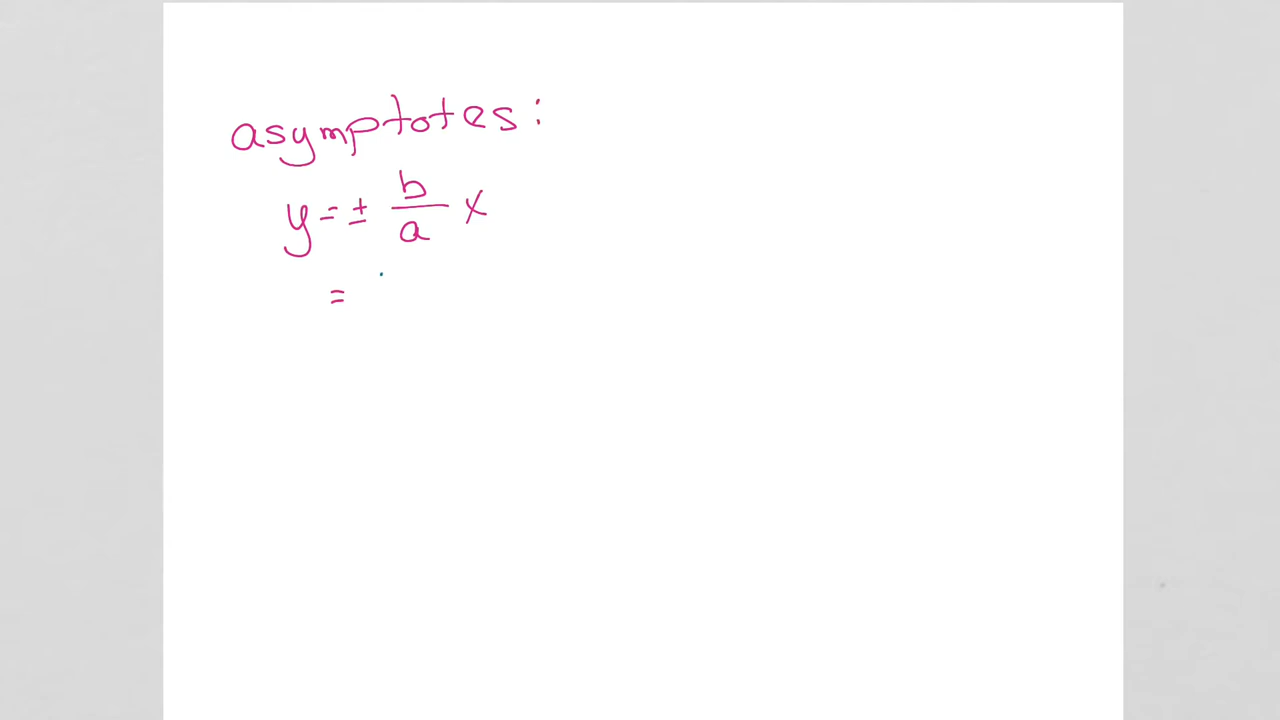 asymptotes:
y = ± b/a x
=